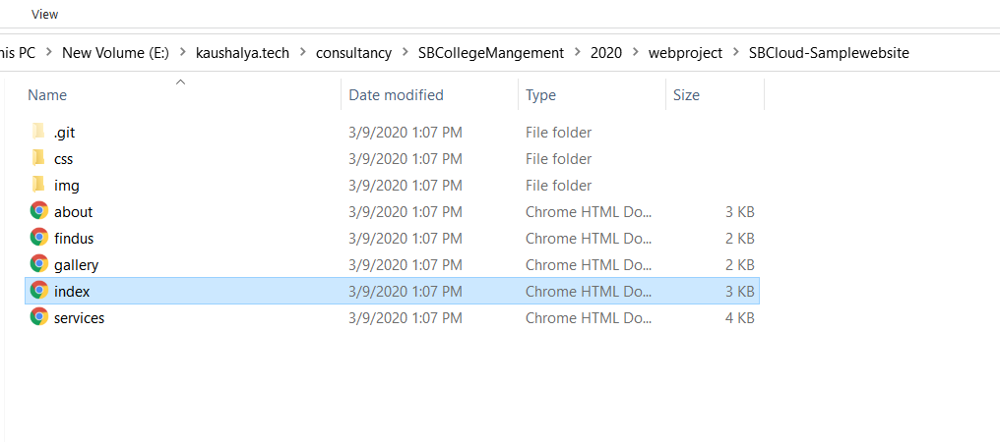 View
his PC > New Volume (E:) > kaushalya.tech > consultancy > SBCollegeMangement > 2020 > webproject > SBCloud-Samplewebsite
Name Date modified Type Size
.git 3/9/2020 1:07 PM File folder
css 3/9/2020 1:07 PM File folder
img 3/9/2020 1:07 PM File folder
about 3/9/2020 1:07 PM Chrome HTML Do... 3 KB
findus 3/9/2020 1:07 PM Chrome HTML Do... 2 KB
gallery 3/9/2020 1:07 PM Chrome HTML Do... 2 KB
index 3/9/2020 1:07 PM Chrome HTML Do... 3 KB
services 3/9/2020 1:07 PM Chrome HTML Do... 4 KB